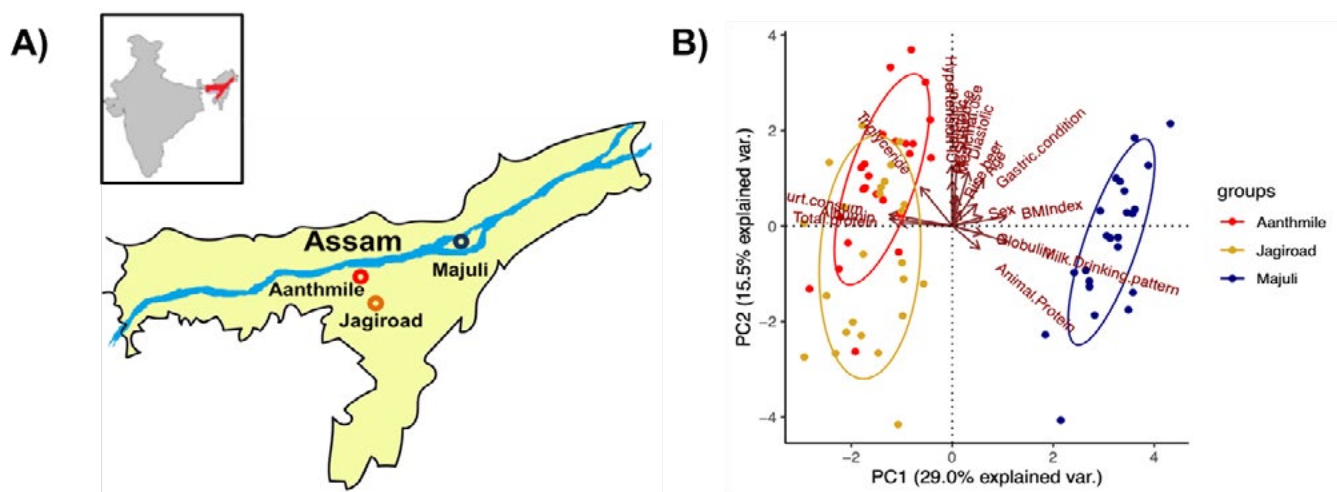 A)
Assam
Majuli
Aanthmile
Jagiroad
B)
PC2 (15.5% explained var.)
4
2
0
−2
−4
Triglyceride
Diastolic
Gastric.condition
Age
Sex
BMIndex
urt.consum
Total.protein
Milk.Drinking.pattern
Animal.Protein
−2
0
2
4
PC1 (29.0% explained var.)
groups
Aanthmile
Jagiroad
Majuli